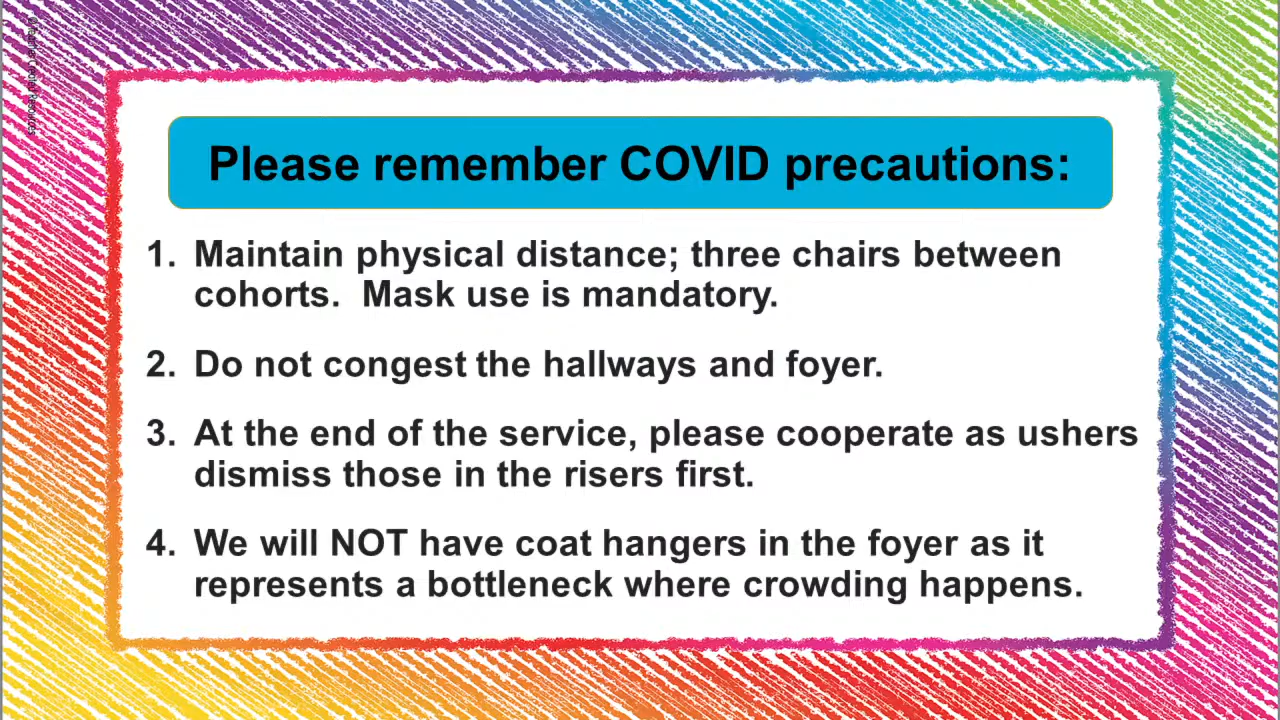 Please remember COVID precautions:
1. Maintain physical distance; three chairs between
cohorts.  Mask use is mandatory.
2. Do not congest the hallways and foyer.
3. At the end of the service, please cooperate as ushers
dismiss those in the risers first.
4. We will NOT have coat hangers in the foyer as it
represents a bottleneck where crowding happens.